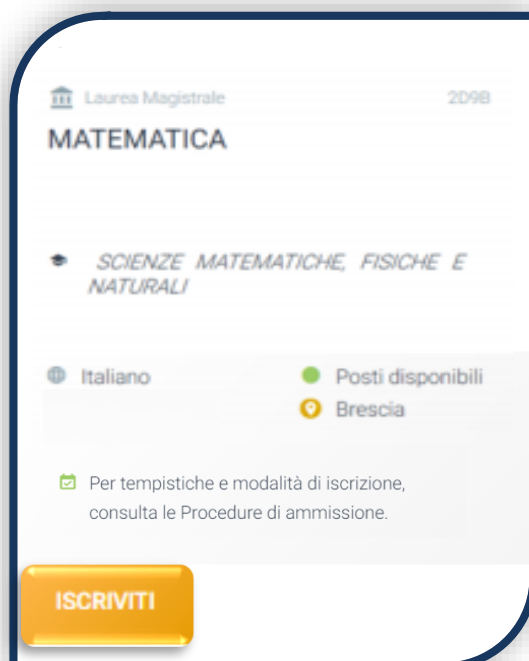 Laurea Magistrale 2D9B
MATEMATICA
SCIENZE MATEMATICHE, FISICHE E
NATURALI
Italiano Posti disponibili
Brescia
Per tempistiche e modalità di iscrizione,
consulta le Procedure di ammissione.
ISCRIVITI